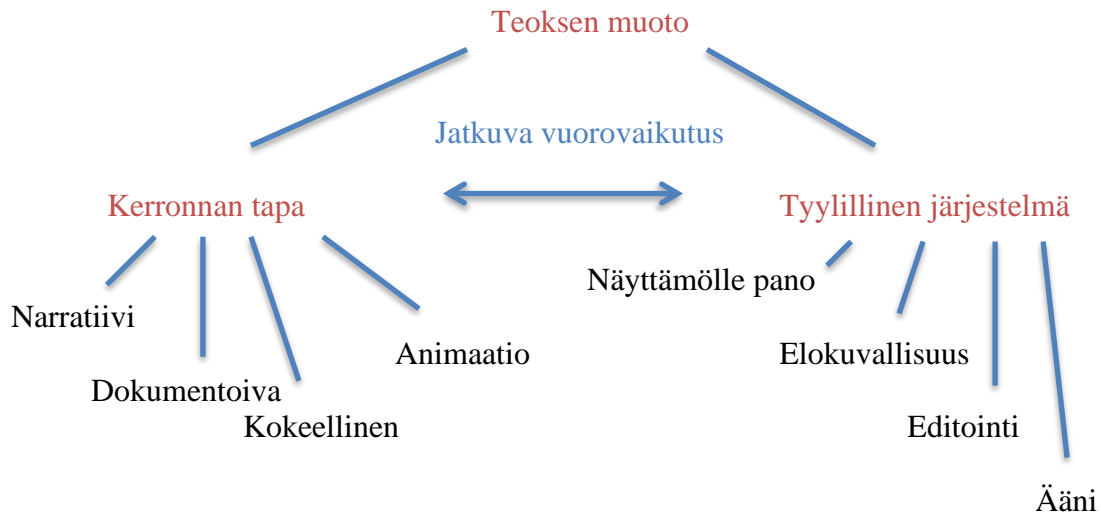 Teoksen muoto
Jatkuva vuorovaikutus
Kerronnan tapa
Tyylillinen järjestelmä
Näyttämölle pano
Narratiivi
Animaatio
Elokuvallisuus
Dokumentoiva
Kokeellinen
Editointi
Ääni